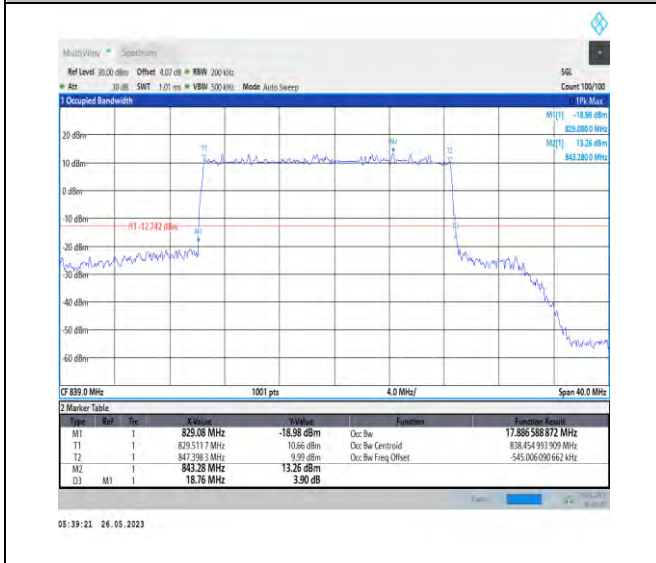 MultiView Spectrum
Ref Level 30.00 dBm Offset 4.07 dB RBW 200 kHz SGL
Att 30 dB SWT 1.01 ms VBW 500 kHz Mode Auto Sweep Count 100/100
1 Occupied Bandwidth 1Pk Max
M1[1] -18.98 dBm
829.0800 MHz
M2[1] 13.26 dBm
843.2800 MHz
20 dBm
T1 M2 T2
10 dBm
0 dBm
-10 dBm
H1 -12.742 dBm
M1 D3
-20 dBm
-30 dBm
-40 dBm
-50 dBm
-60 dBm
CF 839.0 MHz 1001 pts 4.0 MHz/ Span 40.0 MHz
2 Marker Table
Type Ref Trc X-Value Y-Value Function Function Result
M1 1 829.08 MHz -18.98 dBm Occ Bw 17.886 588 872 MHz
T1 1 829.5117 MHz 10.66 dBm Occ Bw Centroid 838.454 993 909 MHz
T2 1 847.3983 MHz 9.99 dBm Occ Bw Freq Offset -545.006 090 662 kHz
M2 1 843.28 MHz 13.26 dBm
D3 M1 1 18.76 MHz 3.90 dB
05:39:21 26.05.2023